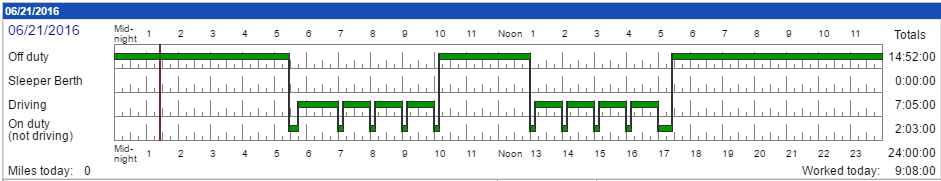 06/21/2016
06/21/2016 Mid-night 1 2 3 4 5 6 7 8 9 10 11 Noon 1 2 3 4 5 6 7 8 9 10 11 Totals
Off duty 14:52:00
Sleeper Berth 0:00:00
Driving 7:05:00
On duty (not driving) 2:03:00
Mid-night 1 2 3 4 5 6 7 8 9 10 11 Noon 13 14 15 16 17 18 19 20 21 22 23 24:00:00
Miles today: 0 Worked today: 9:08:00